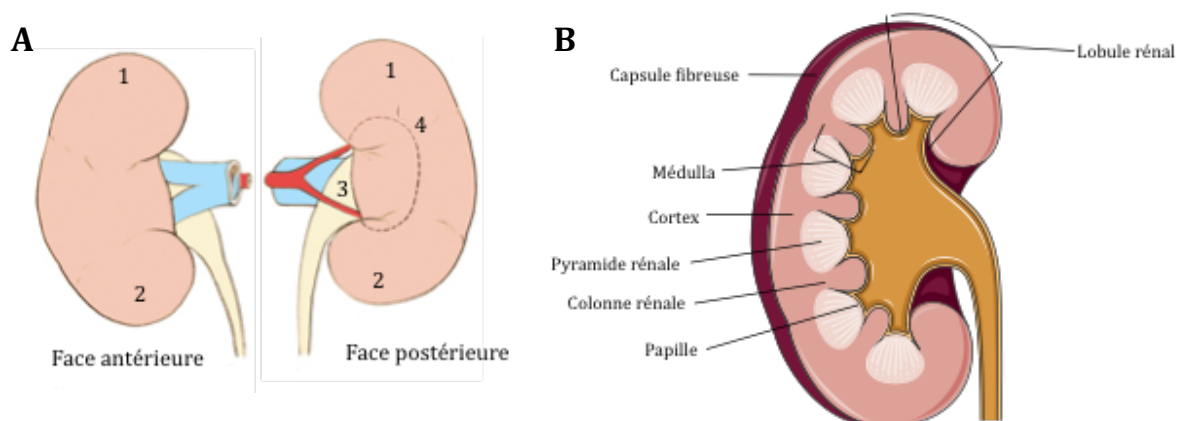 A
1
2
Face antérieure
1
4
3
2
Face postérieure
B
Capsule fibreuse
Lobule rénal
Médulla
Cortex
Pyramide rénale
Colonne rénale
Papille